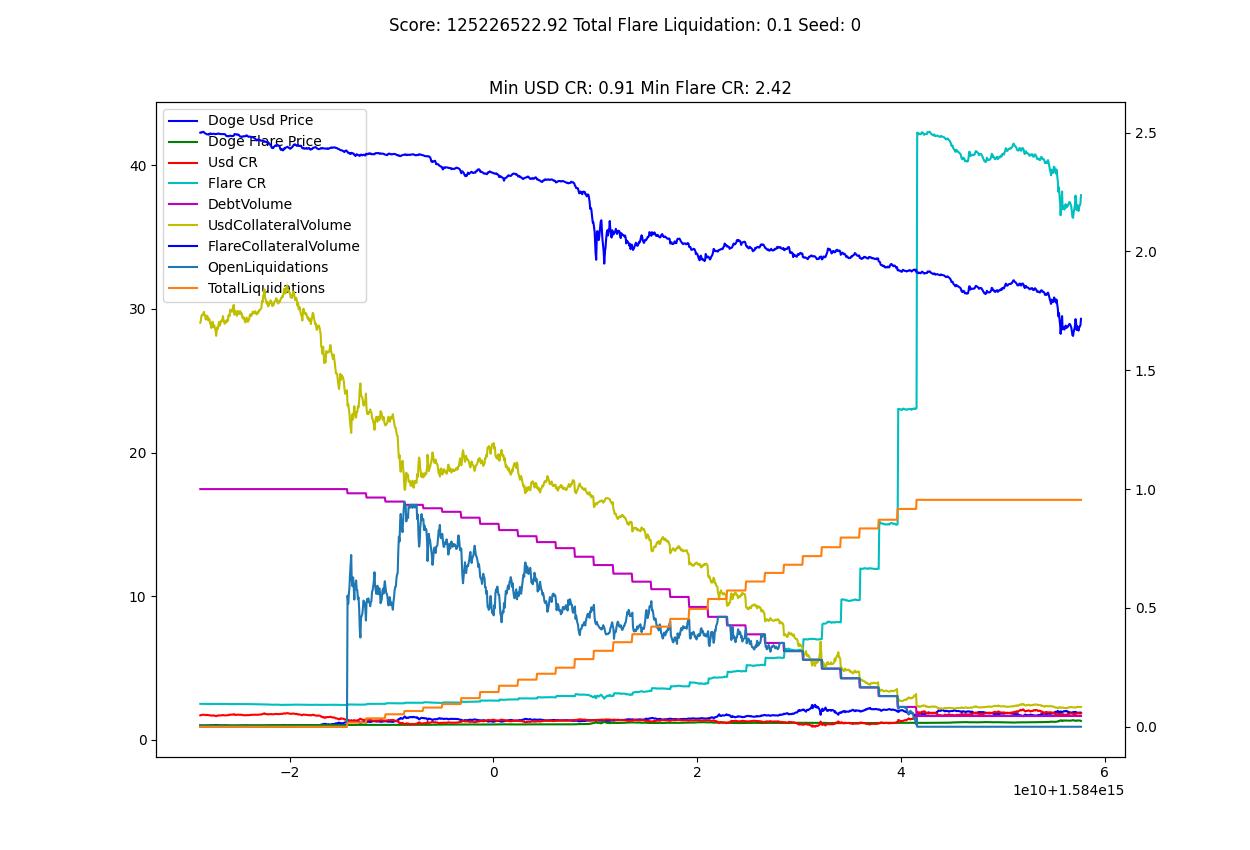 Score: 125226522.92 Total Flare Liquidation: 0.1 Seed: 0
Min USD CR: 0.91 Min Flare CR: 2.42
Doge Usd Price
Doge Flare Price
Usd CR
Flare CR
DebtVolume
UsdCollateralVolume
FlareCollateralVolume
OpenLiquidations
TotalLiquidations
40
30
20
10
0
2.5
2.0
1.5
1.0
0.5
0.0
−2
0
2
4
6
1e10+1.584e15